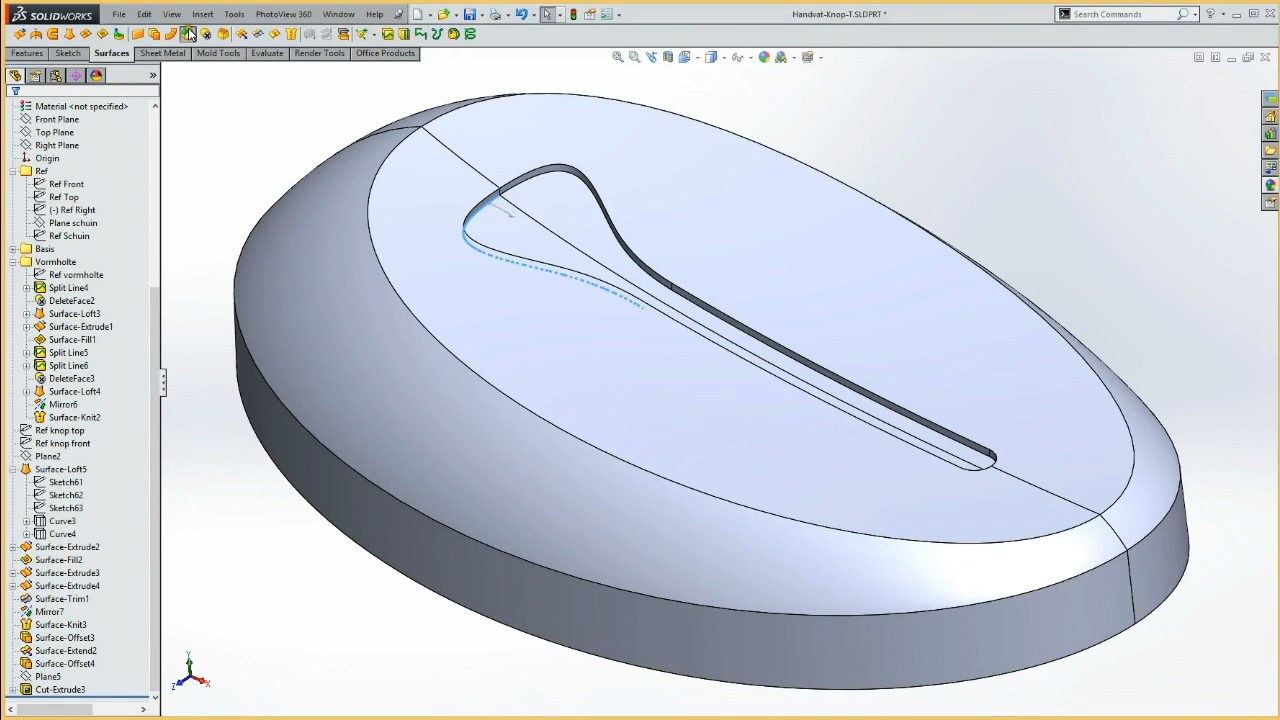 SOLIDWORKS File Edit View Insert Tools PhotoView 360 Window Help Handvat-Knop-T.SLDPRT * Search Commands
Features Sketch Surfaces Sheet Metal Mold Tools Evaluate Render Tools Office Products
Material <not specified>
Front Plane
Top Plane
Right Plane
Origin
Ref
Ref Front
Ref Top
(-) Ref Right
Plane schuin
Ref Schuin
Basis
Vormholte
Ref vormholte
Split Line4
DeleteFace2
Surface-Loft3
Surface-Extrude1
Surface-Fill1
Split Line5
Split Line6
DeleteFace3
Surface-Loft4
Mirror6
Surface-Knit2
Ref knop top
Ref knop front
Plane2
Surface-Loft5
Sketch61
Sketch62
Sketch63
Curve3
Curve4
Surface-Extrude2
Surface-Fill2
Surface-Extrude3
Surface-Extrude4
Surface-Trim1
Mirror7
Surface-Knit3
Surface-Offset3
Surface-Extend2
Surface-Offset4
Plane5
Cut-Extrude3
Y
Z X